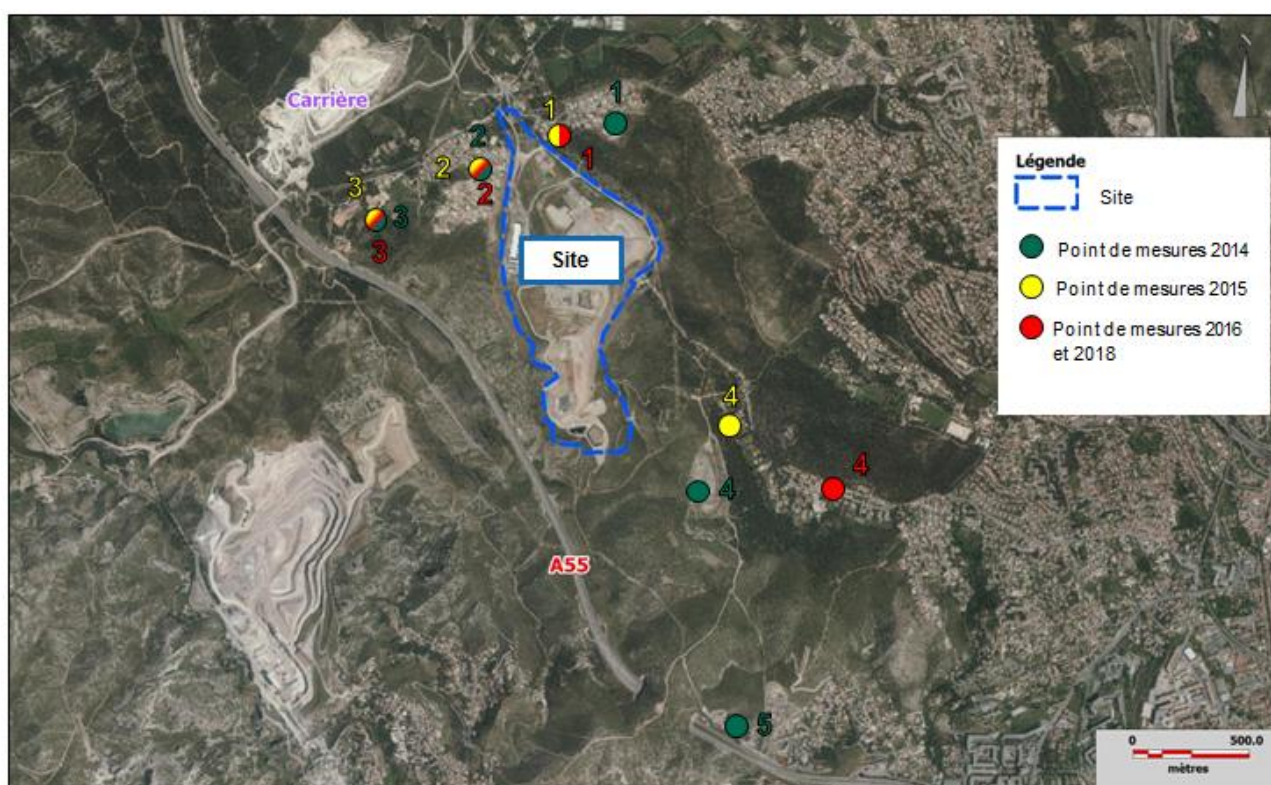 Carrière
1
1
1
2
2
2
3
3
3
Site
4
4
4
A55
5
N
Légende
Site
Point de mesures 2014
Point de mesures 2015
Point de mesures 2016
et 2018
0 500.0
mètres